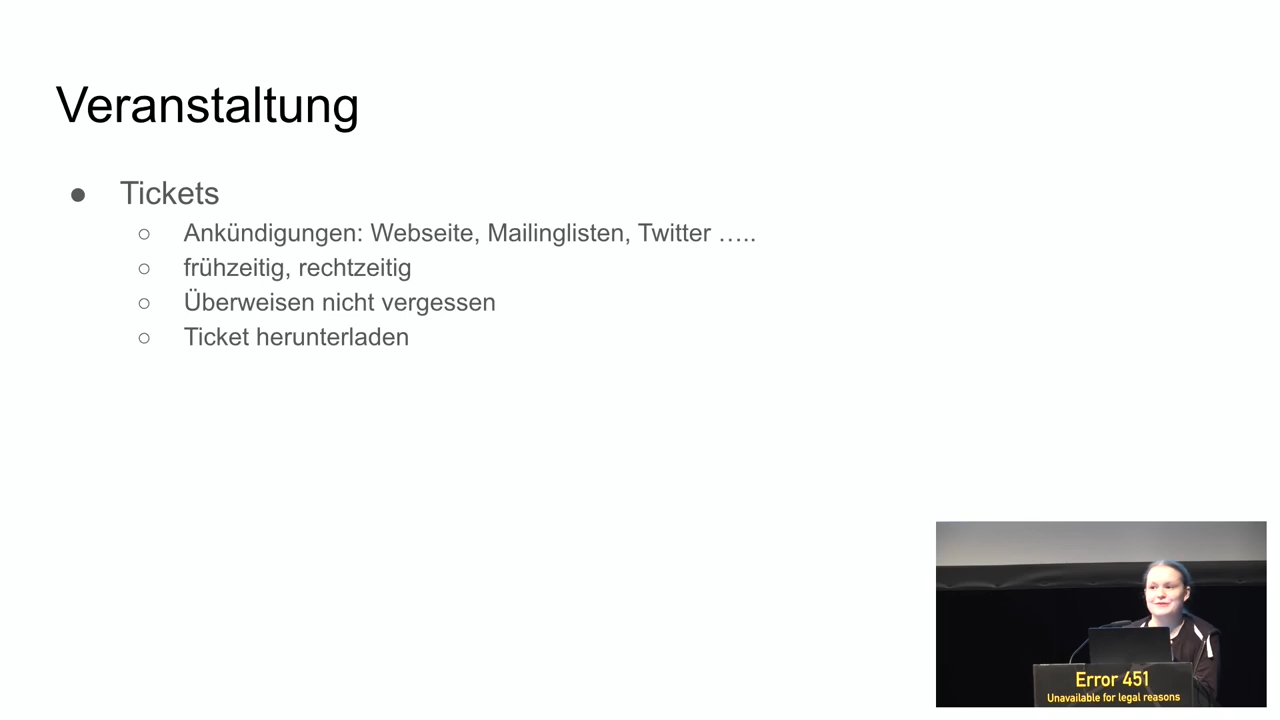 Veranstaltung
● Tickets
○ Ankündigungen: Webseite, Mailinglisten, Twitter …..
○ frühzeitig, rechtzeitig
○ Überweisen nicht vergessen
○ Ticket herunterladen
Error 451
Unavailable for legal reasons